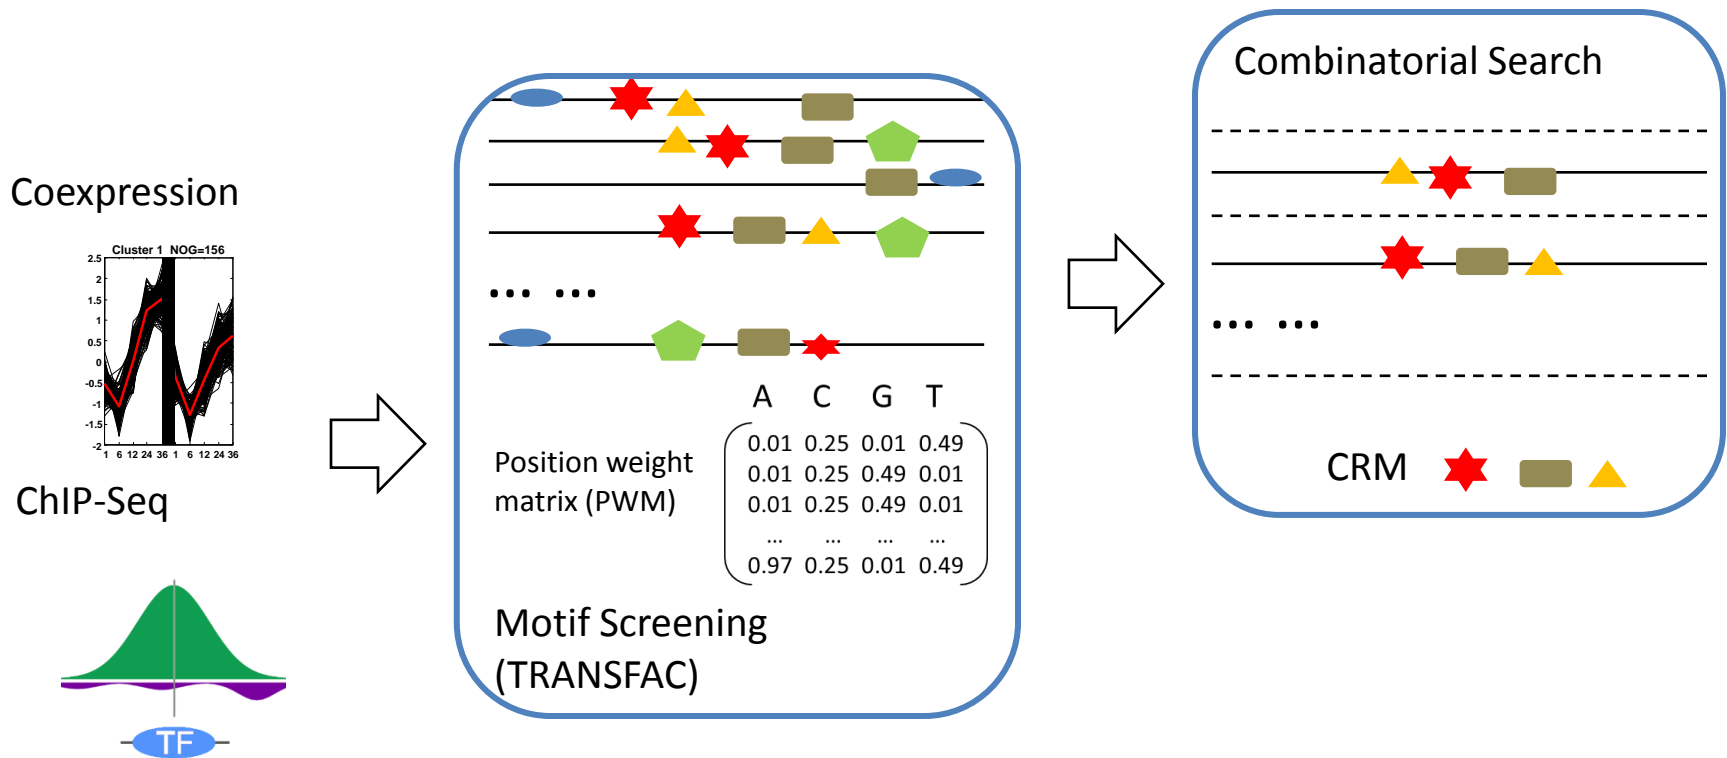 Coexpression
Cluster 1 NOG=156
2.5
2
1.5
1
0.5
0
-0.5
-1
-1.5
-2
1 6 12 24 36 1 6 12 24 36
ChIP-Seq
TF
... ...
A C G T
Position weight
matrix (PWM)
0.01 0.25 0.01 0.49
0.01 0.25 0.49 0.01
0.01 0.25 0.49 0.01
... ... ... ...
0.97 0.25 0.01 0.49
Motif Screening
(TRANSFAC)
Combinatorial Search
... ...
CRM